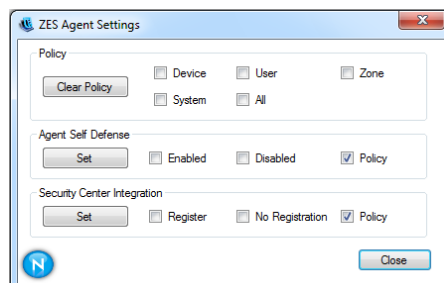 ZES Agent Settings
Policy
Clear Policy Device User Zone
System All
Agent Self Defense
Set Enabled Disabled Policy
Security Center Integration
Set Register No Registration Policy
N Close